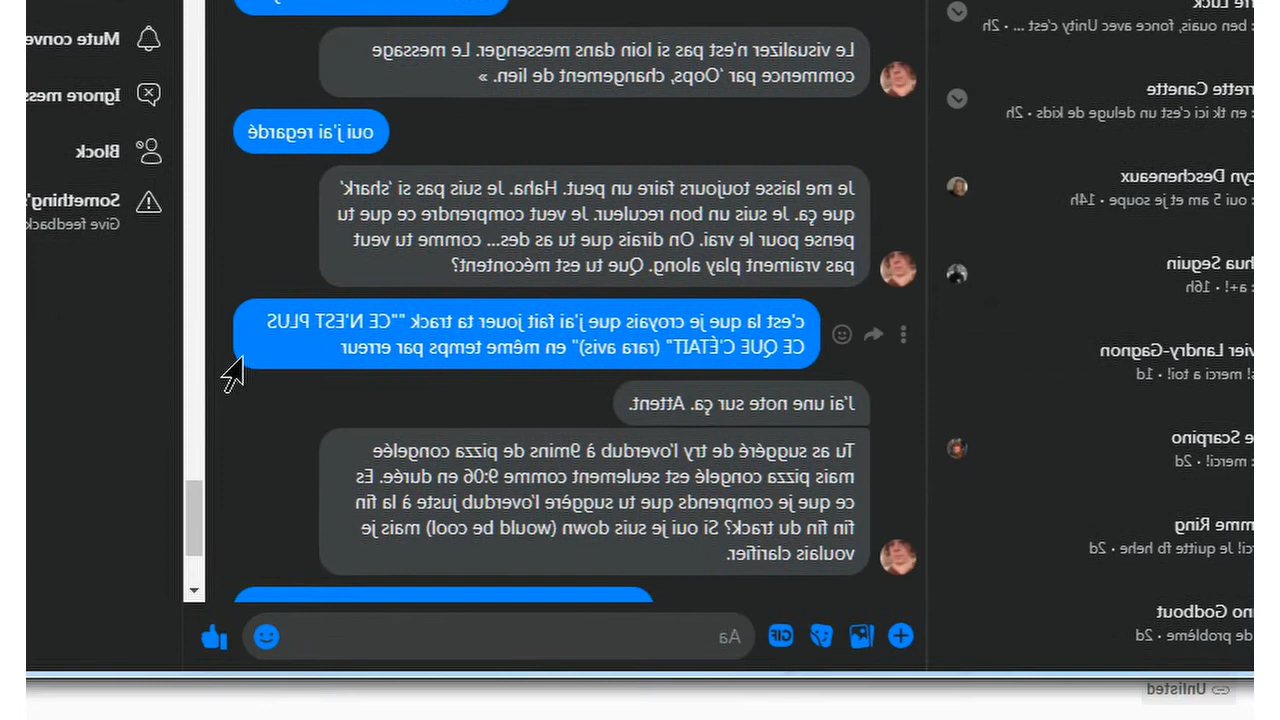 Mute conve
Ignore mess
Block
Something'
Give feedback
Le visualizer n'est pas si loin dans messenger. Le message
commence par 'Oops, changement de lien. »
oui j'ai regardé
Je me laisse toujours faire un peut. Haha. Je suis pas si 'shark'
que ça. Je suis un bon reculeur. Je veut comprendre ce que tu
pense pour le vrai. On dirais que tu as des... comme tu veut
pas vraiment play along. Que tu est mécontent?
c'est la que je croyais que j'ai fait jouer ta track ""CE N'EST PLUS
CE QUE C'ÉTAIT" (rara avis)" en même temps par erreur
J'ai une note sur ça. Attent.
Tu as suggéré de try l'overdub à 9mins de pizza congelée
mais pizza congelé est seulement comme 9:06 en durée. Es
ce que je comprends que tu suggère l'overdub juste à la fin
fin fin du track? Si oui je suis down (would be cool) mais je
voulais clarifier.
Aa
GIF
Luck
: ben ouais, fonce avec Unity c'est ... • 2h
rrette Canette
: en tk ici c'est un deluge de kids • 2h
cyn Descheneaux
: oui 5 am et je soupe • 14h
hua Seguin
: a+! • 16h
vier Landry-Gagnon
s! merci a toi! • 1d
e Scarpino
: merci! • 2d
mme Ring
rci! Je quitte fb hehe • 2d
no Godbout
de problème • 2d
Unlisted